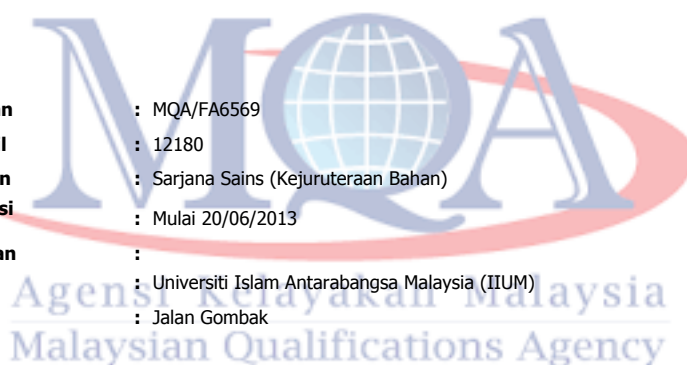 MQA
an : MQA/FA6569
l : 12180
n : Sarjana Sains (Kejuruteraan Bahan)
si : Mulai 20/06/2013
an :
: Universiti Islam Antarabangsa Malaysia (IIUM)
: Jalan Gombak
Agensi Kelayakan Malaysia
Malaysian Qualifications Agency